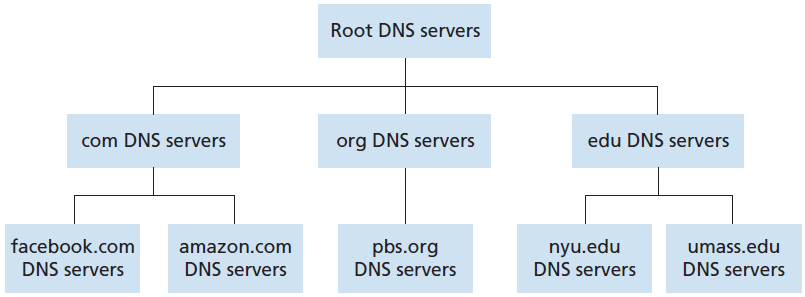 Root DNS servers
com DNS servers
org DNS servers
edu DNS servers
facebook.com
DNS servers
amazon.com
DNS servers
pbs.org
DNS servers
nyu.edu
DNS servers
umass.edu
DNS servers